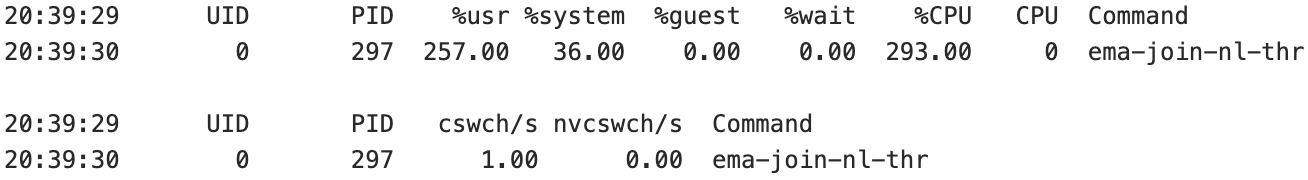 20:39:29 UID PID %usr %system %guest %wait %CPU CPU Command
20:39:30 0 297 257.00 36.00 0.00 0.00 293.00 0 ema-join-nl-thr
20:39:29 UID PID cswch/s nvcswch/s Command
20:39:30 0 297 1.00 0.00 ema-join-nl-thr